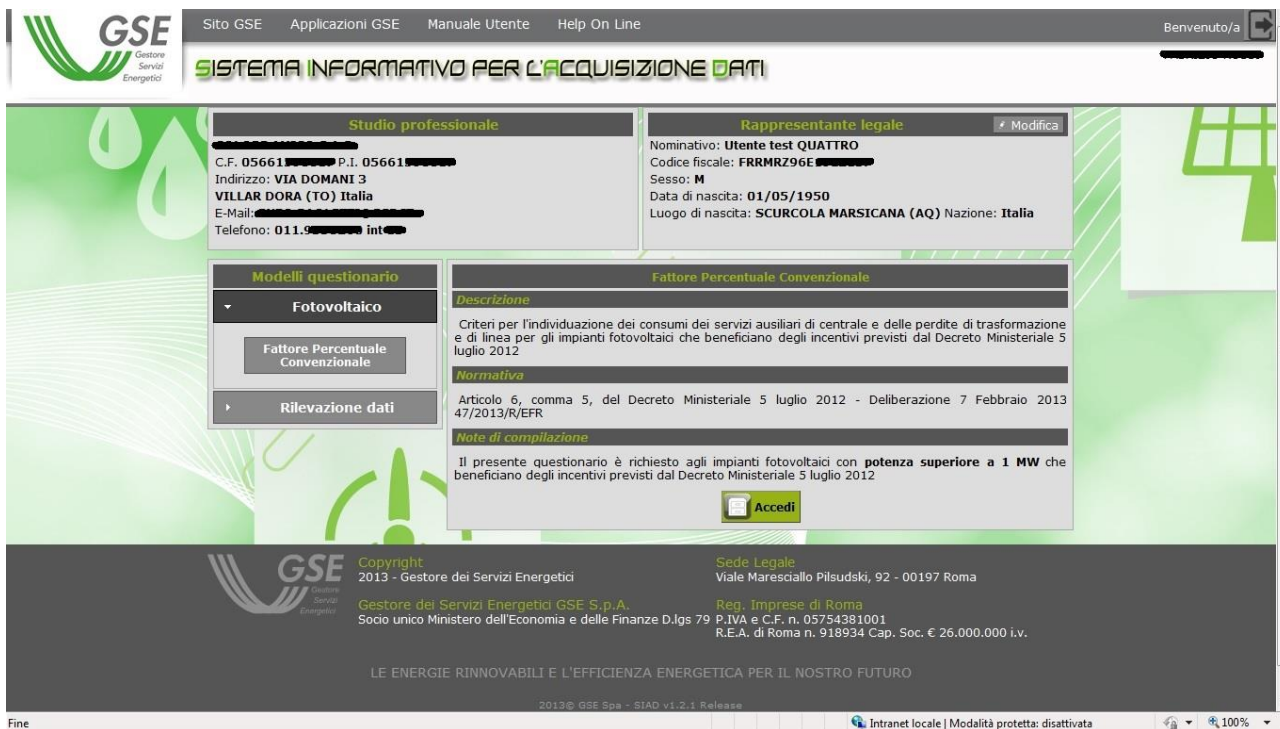 GSE
Gestore
Servizi
Energetici
Sito GSE Applicazioni GSE Manuale Utente Help On Line
Benvenuto/a
SISTEMA INFORMATIVO PER L'ACQUISIZIONE DATI
Studio professionale
C.F. 05661 P.I. 05661
Indirizzo: VIA DOMANI 3
VILLAR DORA (TO) Italia
E-Mail:
Telefono: 011.9 int
Rappresentante legale Modifica
Nominativo: Utente test QUATTRO
Codice fiscale: FRRMRZ96E
Sesso: M
Data di nascita: 01/05/1950
Luogo di nascita: SCURCOLA MARSICANA (AQ) Nazione: Italia
Modelli questionario
Fotovoltaico
Fattore Percentuale
Convenzionale
Rilevazione dati
Fattore Percentuale Convenzionale
Descrizione
Criteri per l'individuazione dei consumi dei servizi ausiliari di centrale e delle perdite di trasformazione
e di linea per gli impianti fotovoltaici che beneficiano degli incentivi previsti dal Decreto Ministeriale 5
luglio 2012
Normativa
Articolo 6, comma 5, del Decreto Ministeriale 5 luglio 2012 - Deliberazione 7 Febbraio 2013
47/2013/R/EFR
Note di compilazione
Il presente questionario è richiesto agli impianti fotovoltaici con potenza superiore a 1 MW che
beneficiano degli incentivi previsti dal Decreto Ministeriale 5 luglio 2012
Accedi
GSE
Gestore
Servizi
Energetici
Copyright
2013 - Gestore dei Servizi Energetici
Gestore dei Servizi Energetici GSE S.p.A.
Socio unico Ministero dell'Economia e delle Finanze D.lgs 79
Sede Legale
Viale Maresciallo Pilsudski, 92 - 00197 Roma
Reg. Imprese di Roma
P.IVA e C.F. n. 05754381001
R.E.A. di Roma n. 918934 Cap. Soc. € 26.000.000 i.v.
LE ENERGIE RINNOVABILI E L'EFFICIENZA ENERGETICA PER IL NOSTRO FUTURO
2013© GSE Spa - SIAD v1.2.1 Release
Fine
Intranet locale | Modalità protetta: disattivata
100%